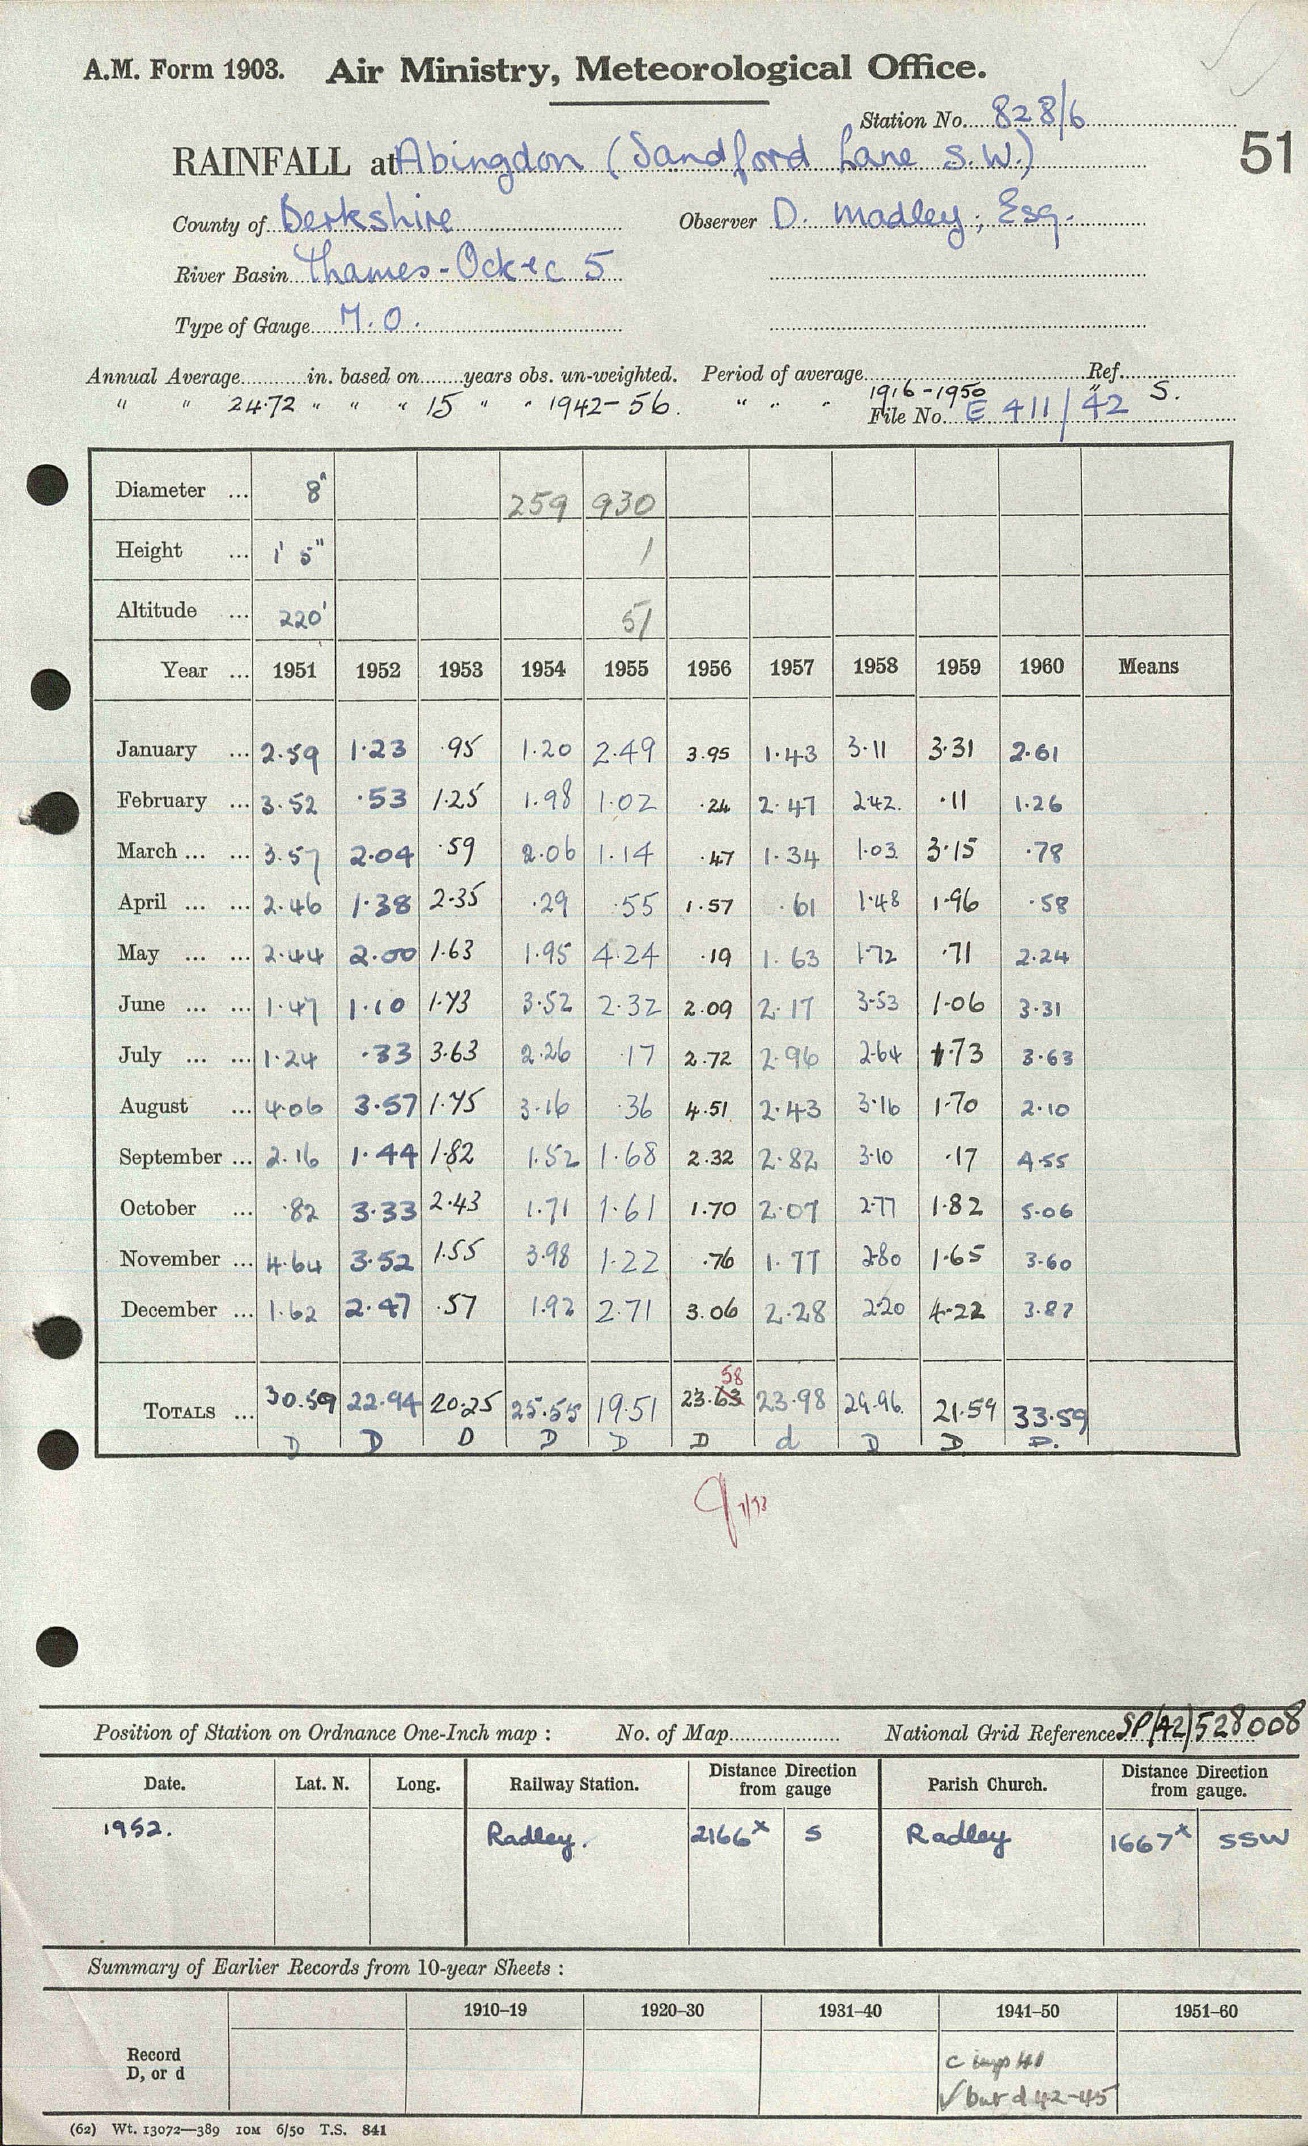 A.M. Form 1903. Air Ministry, Meteorological Office.
Station No. 828/6
RAINFALL at Abingdon (Sandford Lane S.W.)
51
County of Berkshire Observer D. Madley, Esq.
River Basin Thames-Ock+c 5
Type of Gauge M.O.
Annual Average in. based on years obs. un-weighted. Period of average Ref.
" " 24.72 " " " 15 " " 1942-56. " " " 1916-1950 " S.
File No. E 411/42
Diameter ... 8" 259 930
Height ... 1' 5" 1
Altitude ... 220' 51
Year ... 1951 1952 1953 1954 1955 1956 1957 1958 1959 1960 Means
January ... 2.59 1.23 .95 1.20 2.49 3.95 1.43 3.11 3.31 2.61
February ... 3.52 .53 1.25 1.98 1.02 .24 2.47 2.42. .11 1.26
March ... ... 3.57 2.04 .59 2.06 1.14 .47 1.34 1.03 3.15 .78
April ... ... 2.46 1.38 2.35 .29 .55 1.57 .61 1.48 1.96 .58
May ... ... 2.44 2.00 1.63 1.95 4.24 .19 1.63 1.72 .71 2.24
June ... ... 1.47 1.10 1.73 3.52 2.32 2.09 2.17 3.53 1.06 3.31
July ... ... 1.24 .33 3.63 2.26 .17 2.72 2.96 2.64 1.73 3.63
August ... 4.06 3.57 1.75 3.16 .36 4.51 2.43 3.16 1.70 2.10
September ... 2.16 1.44 1.82 1.52 1.68 2.32 2.82 3.10 .17 4.55
October ... .82 3.33 2.43 1.71 1.61 1.70 2.07 2.77 1.82 5.06
November ... 4.64 3.52 1.55 3.98 1.22 .76 1.77 2.80 1.65 3.60
December ... 1.62 2.47 .57 1.92 2.71 3.06 2.28 2.20 4.22 3.87
58
TOTALS ... 30.59 22.94 20.25 25.55 19.51 23.63 23.98 29.96. 21.59 33.59
D D D D D D d D D D.
Position of Station on Ordnance One-Inch map : No. of Map National Grid Reference SP(42)528008
Date. Lat. N. Long. Railway Station. Distance Direction from gauge Parish Church. Distance Direction from gauge.
1952. Radley. 2166x S Radley 1667x SSW
Summary of Earlier Records from 10-year Sheets :
1910–19 1920–30 1931–40 1941–50 1951–60
Record
D, or d
c imp 41
✓ but d 42-45
(62) Wt. 13072—389 10M 6/50 T.S. 841